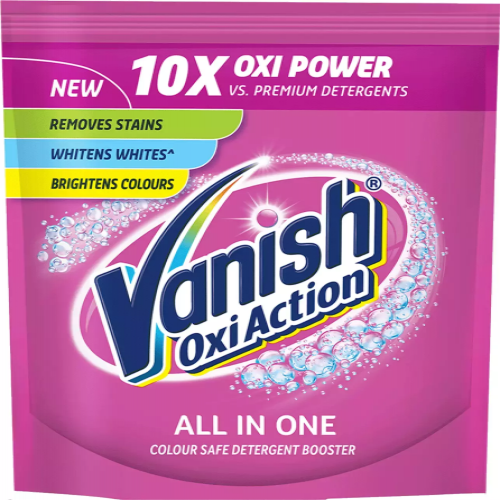 NEW
10X OXI POWER
VS. PREMIUM DETERGENTS
REMOVES STAINS
WHITENS WHITES^
BRIGHTENS COLOURS
Vanish®
Oxi Action
ALL IN ONE
COLOUR SAFE DETERGENT BOOSTER